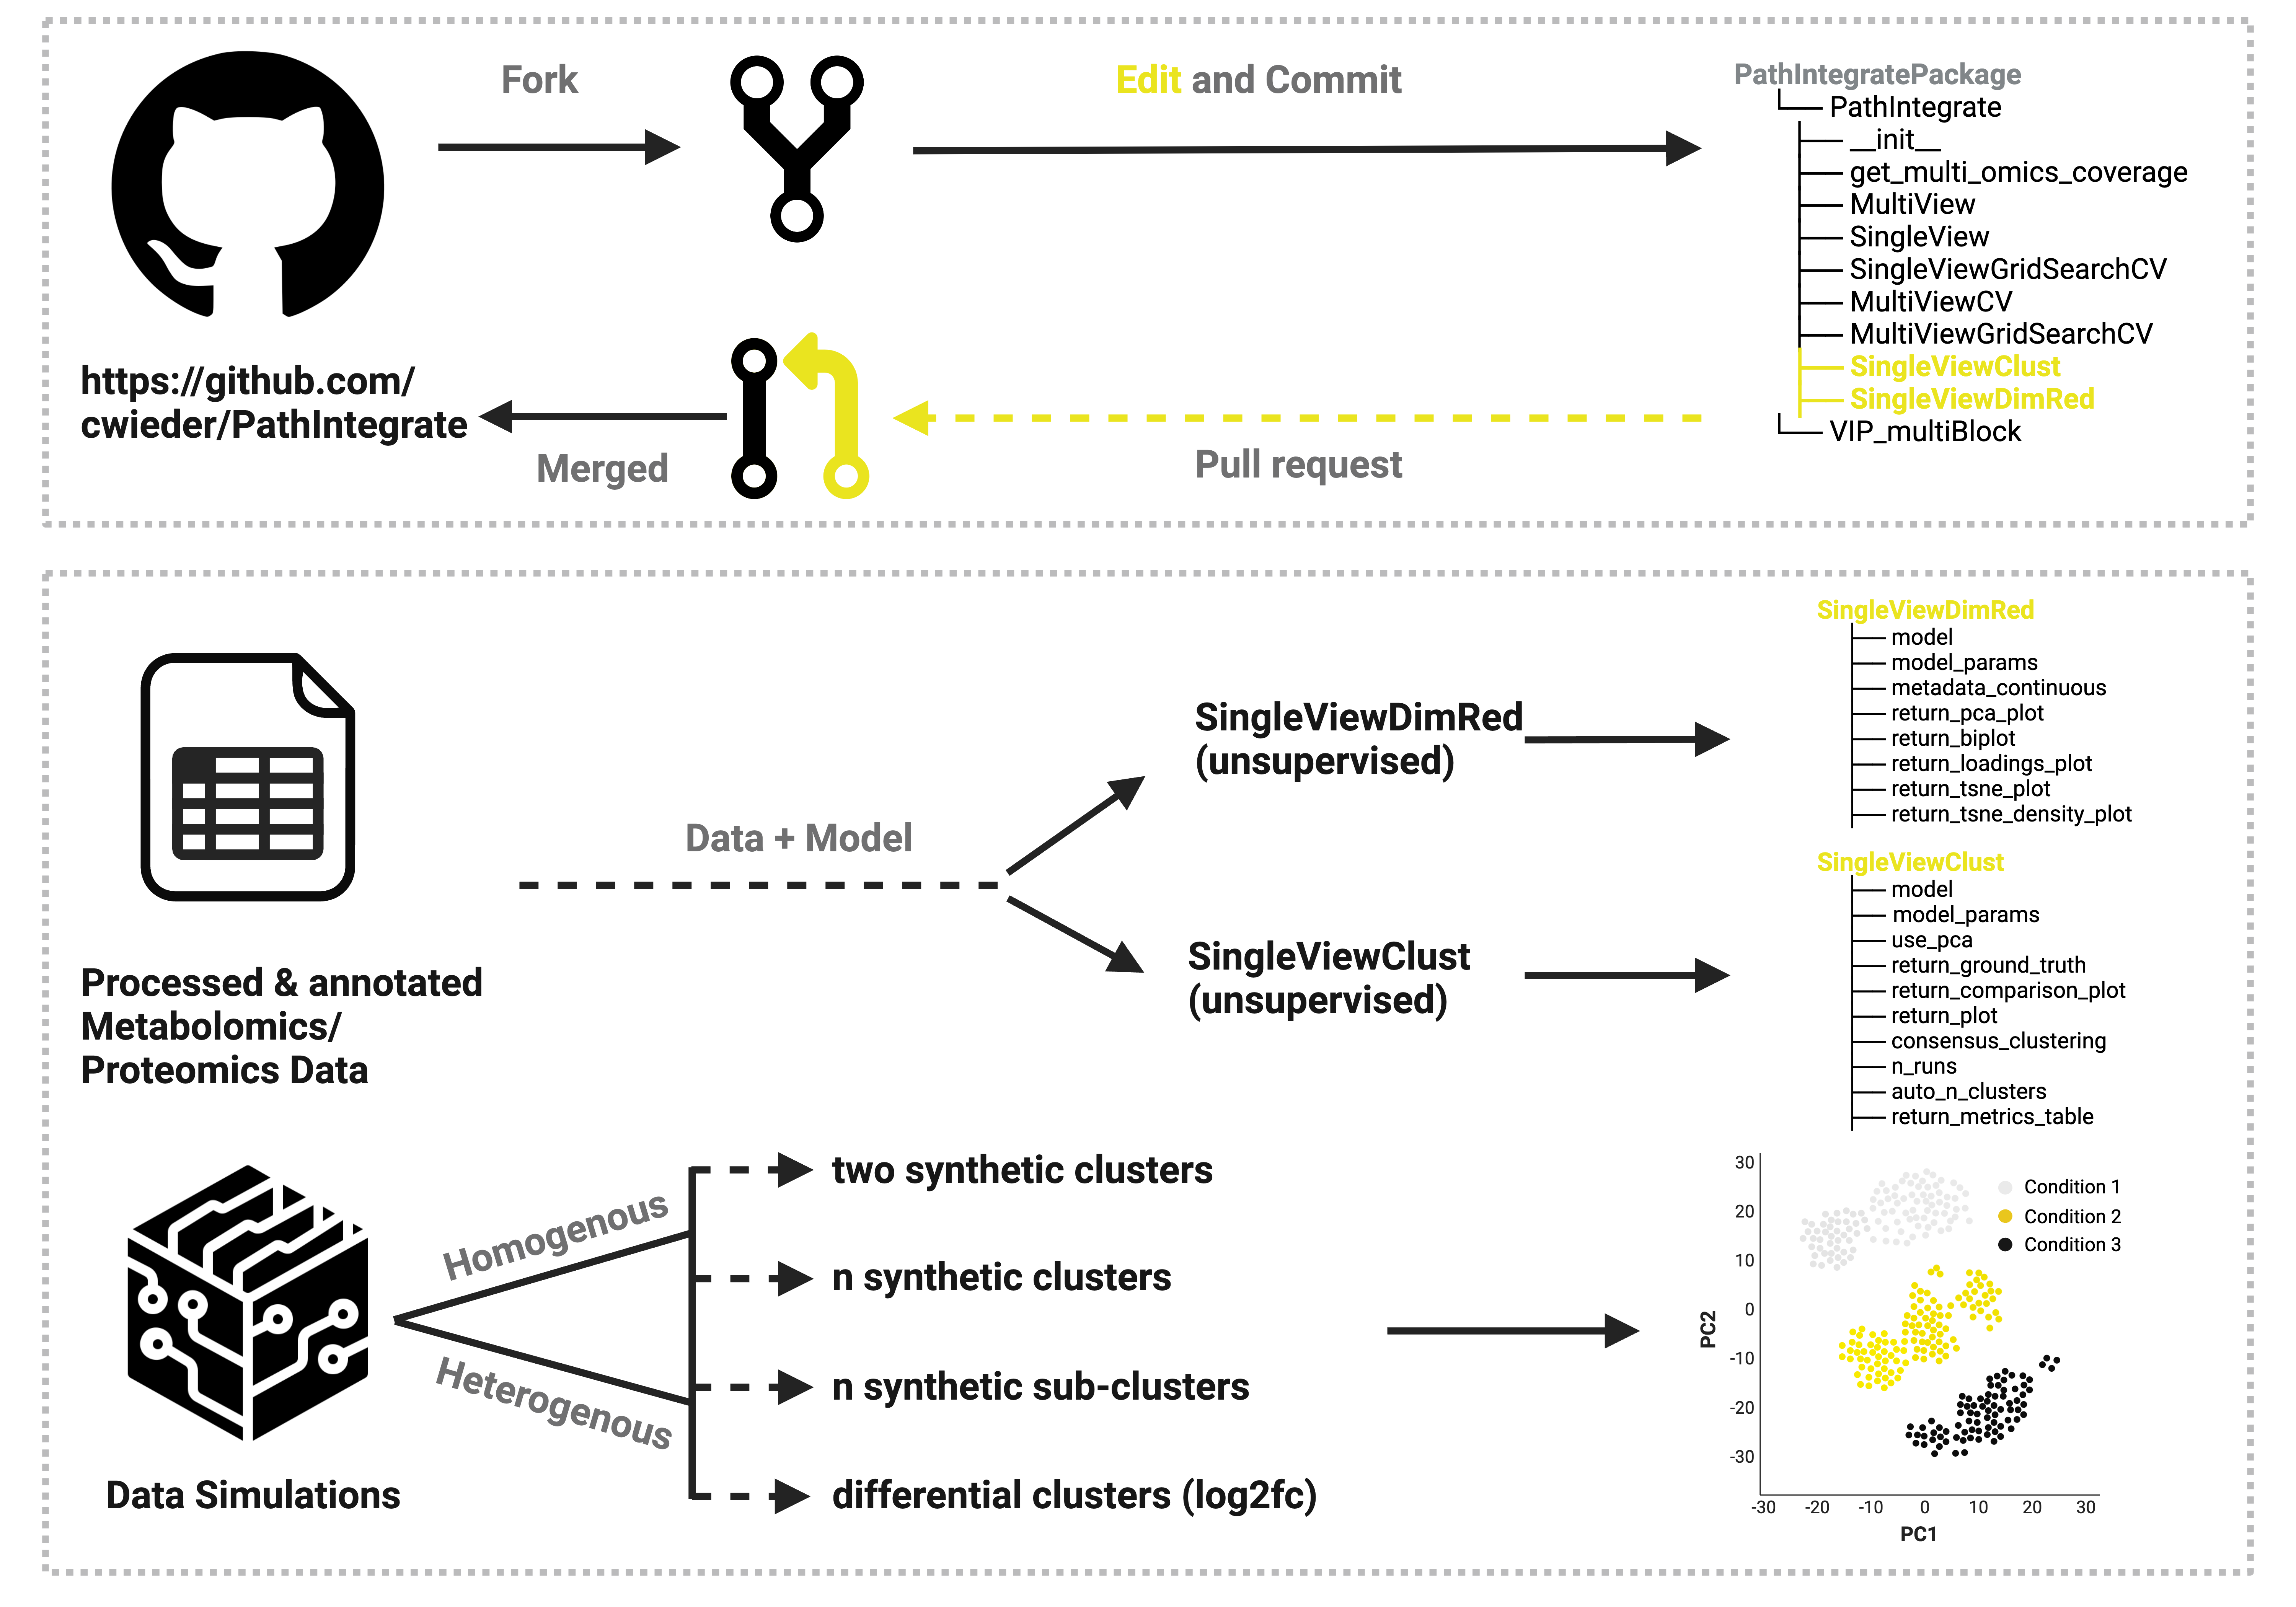 Fork
Edit and Commit
https://github.com/
cwieder/PathIntegrate
Merged
Pull request
PathIntegratePackage
PathIntegrate
__init__
get_multi_omics_coverage
MultiView
SingleView
SingleViewGridSearchCV
MultiViewCV
MultiViewGridSearchCV
SingleViewClust
SingleViewDimRed
VIP_multiBlock
Processed & annotated
Metabolomics/
Proteomics Data
Data + Model
SingleViewDimRed
(unsupervised)
SingleViewClust
(unsupervised)
SingleViewDimRed
model
model_params
metadata_continuous
return_pca_plot
return_biplot
return_loadings_plot
return_tsne_plot
return_tsne_density_plot
SingleViewClust
model
model_params
use_pca
return_ground_truth
return_comparison_plot
return_plot
consensus_clustering
n_runs
auto_n_clusters
return_metrics_table
Data Simulations
Homogenous
Heterogenous
two synthetic clusters
n synthetic clusters
n synthetic sub-clusters
differential clusters (log2fc)
30
20
10
0
-10
-20
-30
PC2
Condition 1
Condition 2
Condition 3
-30 -20 -10 0 10 20 30
PC1